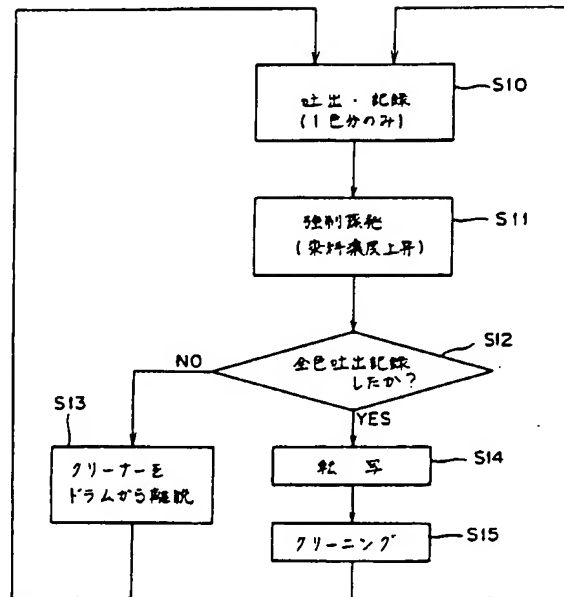 吐出・記録
(1色分のみ)
S10
強制蒸発
(染料濃度上昇)
S11
全色吐出記録
したか?
S12
NO
YES
S13
クリーナーを
ドラムから離脱
転写
S14
クリーニング
S15